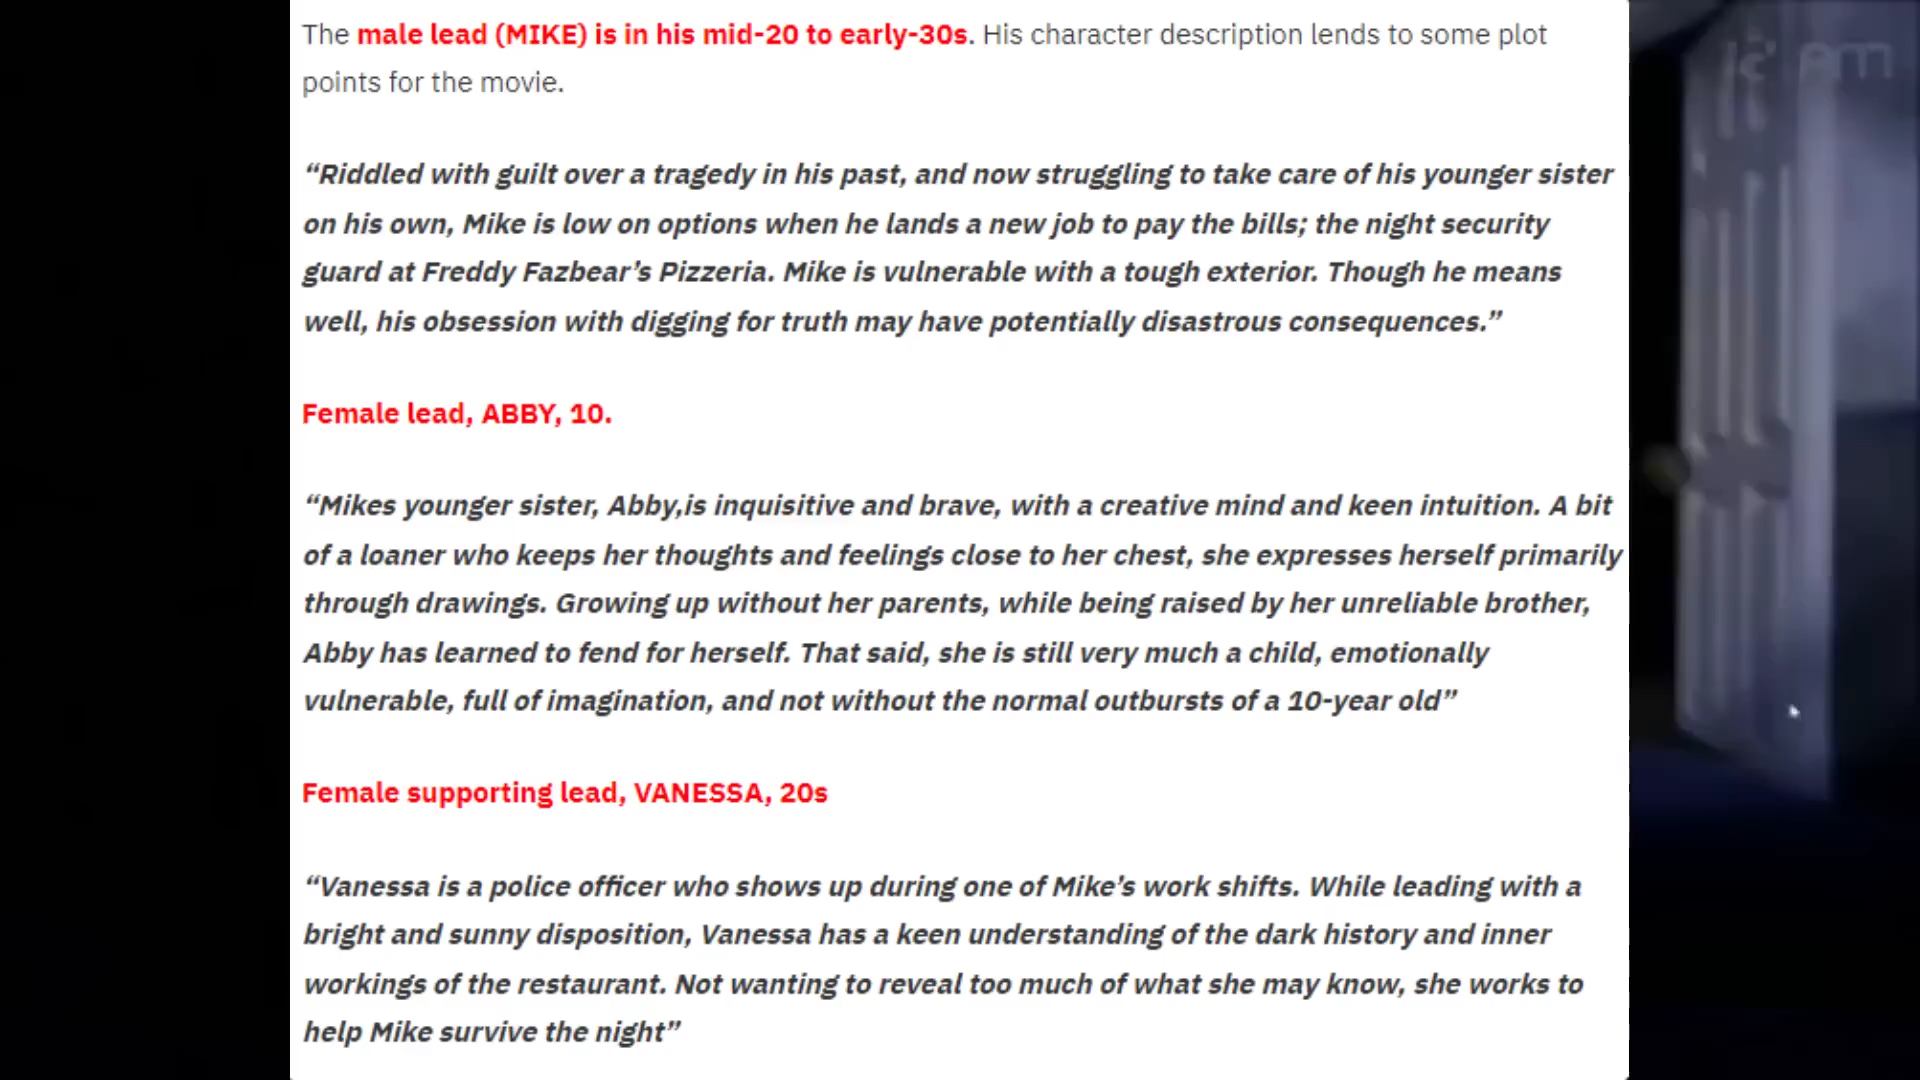 The male lead (MIKE) is in his mid-20 to early-30s. His character description lends to some plot
points for the movie.
“Riddled with guilt over a tragedy in his past, and now struggling to take care of his younger sister
on his own, Mike is low on options when he lands a new job to pay the bills; the night security
guard at Freddy Fazbear’s Pizzeria. Mike is vulnerable with a tough exterior. Though he means
well, his obsession with digging for truth may have potentially disastrous consequences.”
Female lead, ABBY, 10.
“Mikes younger sister, Abby,is inquisitive and brave, with a creative mind and keen intuition. A bit
of a loaner who keeps her thoughts and feelings close to her chest, she expresses herself primarily
through drawings. Growing up without her parents, while being raised by her unreliable brother,
Abby has learned to fend for herself. That said, she is still very much a child, emotionally
vulnerable, full of imagination, and not without the normal outbursts of a 10-year old”
Female supporting lead, VANESSA, 20s
“Vanessa is a police officer who shows up during one of Mike’s work shifts. While leading with a
bright and sunny disposition, Vanessa has a keen understanding of the dark history and inner
workings of the restaurant. Not wanting to reveal too much of what she may know, she works to
help Mike survive the night”